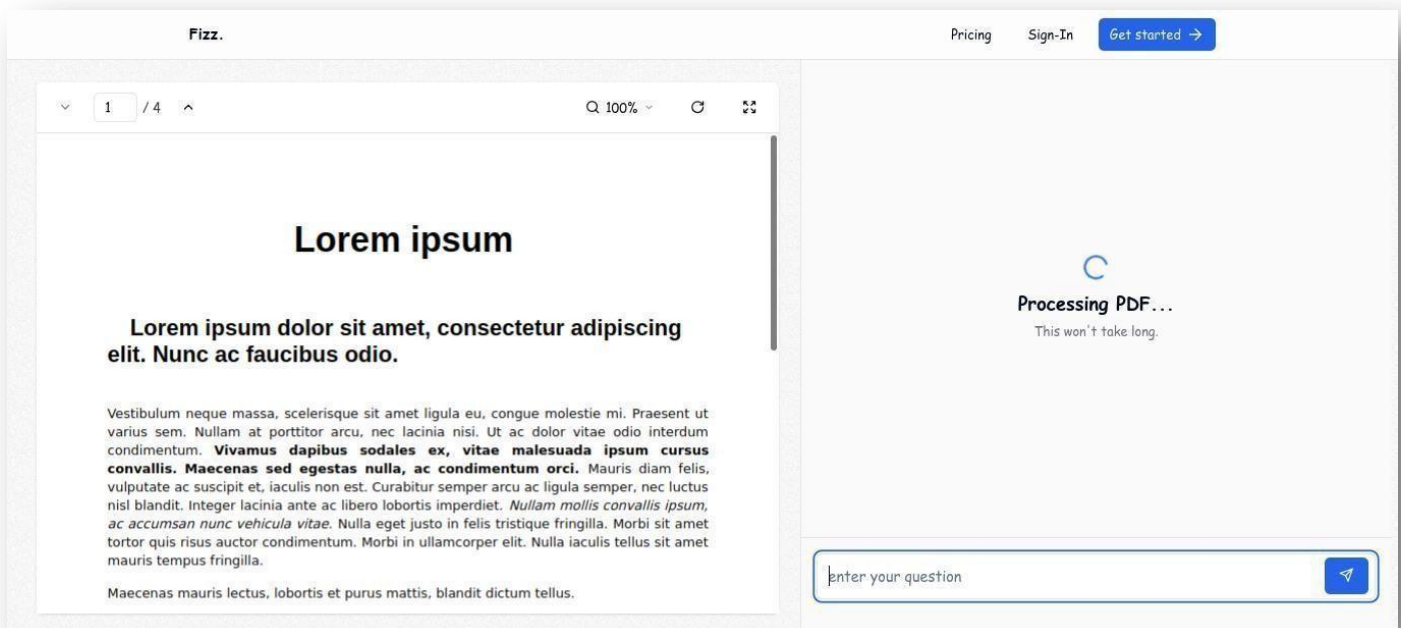 Fizz.
Pricing
Sign-In
Get started →
1 / 4
100%
Lorem ipsum
Lorem ipsum dolor sit amet, consectetur adipiscing
elit. Nunc ac faucibus odio.
Vestibulum neque massa, scelerisque sit amet ligula eu, congue molestie mi. Praesent ut
varius sem. Nullam at porttitor arcu, nec lacinia nisi. Ut ac dolor vitae odio interdum
condimentum. Vivamus dapibus sodales ex, vitae malesuada ipsum cursus
convallis. Maecenas sed egestas nulla, ac condimentum orci. Mauris diam felis,
vulputate ac suscipit et, iaculis non est. Curabitur semper arcu ac ligula semper, nec luctus
nisl blandit. Integer lacinia ante ac libero lobortis imperdiet. Nullam mollis convallis ipsum,
ac accumsan nunc vehicula vitae. Nulla eget justo in felis tristique fringilla. Morbi sit amet
tortor quis risus auctor condimentum. Morbi in ullamcorper elit. Nulla iaculis tellus sit amet
mauris tempus fringilla.
Maecenas mauris lectus, lobortis et purus mattis, blandit dictum tellus.
Processing PDF...
This won't take long.
enter your question